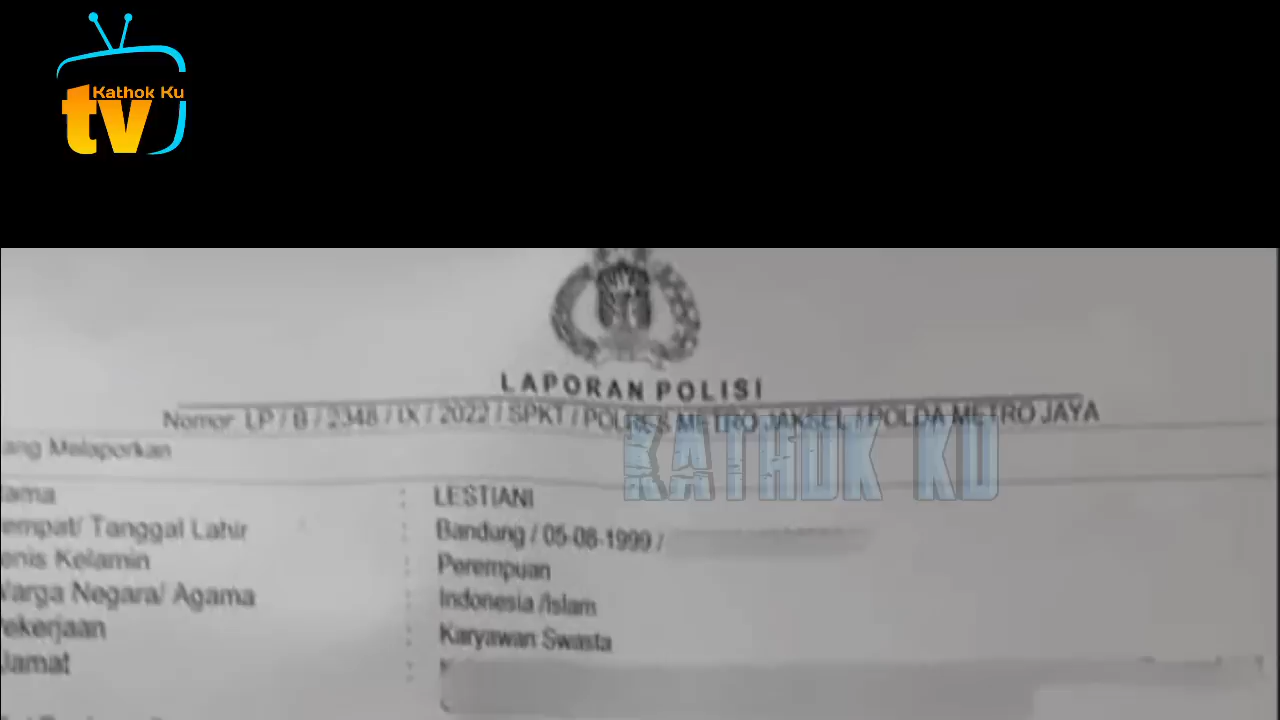 Kathok Ku
tv
LAPORAN POLISI
Nomor LP / B / 2348 / IX / 2022 / SPKT / POLRES METRO JAKSEL / POLDA METRO JAYA
KATHOK KU
ang Melaporkan
ama : LESTIANI
empat/ Tanggal Lahir : Bandung / 05-08-1999 /
enis Kelamin : Perempuan
Warga Negara/ Agama : Indonesia /Islam
Pekerjaan : Karyawan Swasta
lamat :